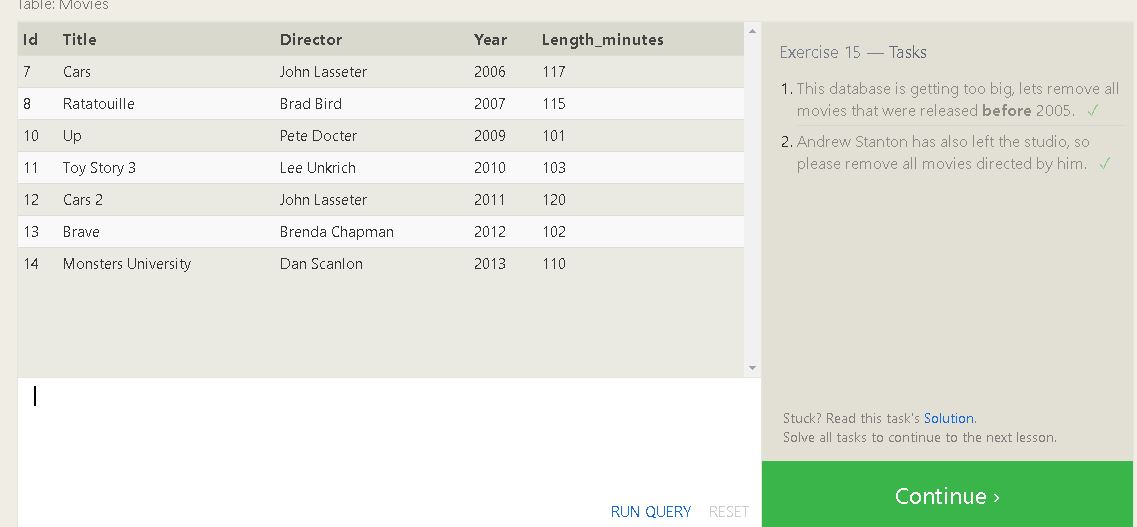 Table: Movies
Id Title Director Year Length_minutes
7 Cars John Lasseter 2006 117
8 Ratatouille Brad Bird 2007 115
10 Up Pete Docter 2009 101
11 Toy Story 3 Lee Unkrich 2010 103
12 Cars 2 John Lasseter 2011 120
13 Brave Brenda Chapman 2012 102
14 Monsters University Dan Scanlon 2013 110
RUN QUERY RESET
Exercise 15 — Tasks
1. This database is getting too big, lets remove all
movies that were released before 2005. ✓
2. Andrew Stanton has also left the studio, so
please remove all movies directed by him. ✓
Stuck? Read this task's Solution.
Solve all tasks to continue to the next lesson.
Continue ›